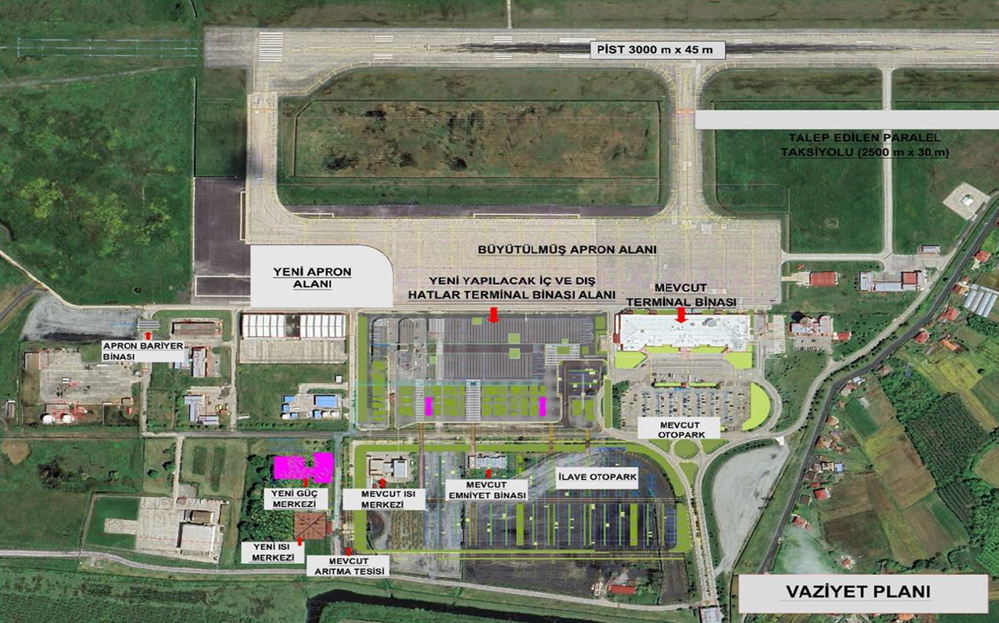 PİST 3000 m x 45 m
TALEP EDİLEN PARALEL
TAKSİYOLU (2500 m x 30 m)
BÜYÜTÜLMÜŞ APRON ALANI
YENİ APRON
ALANI
YENİ YAPILACAK İÇ VE DIŞ
HATLAR TERMİNAL BİNASI ALANI
MEVCUT
TERMİNAL BİNASI
APRON BARİYER
BİNASI
MEVCUT
OTOPARK
YENİ GÜÇ
MERKEZİ
MEVCUT ISI
MERKEZİ
MEVCUT
EMNİYET BİNASI
İLAVE OTOPARK
YENİ ISI
MERKEZİ
MEVCUT
ARITMA TESİSİ
VAZİYET PLANI